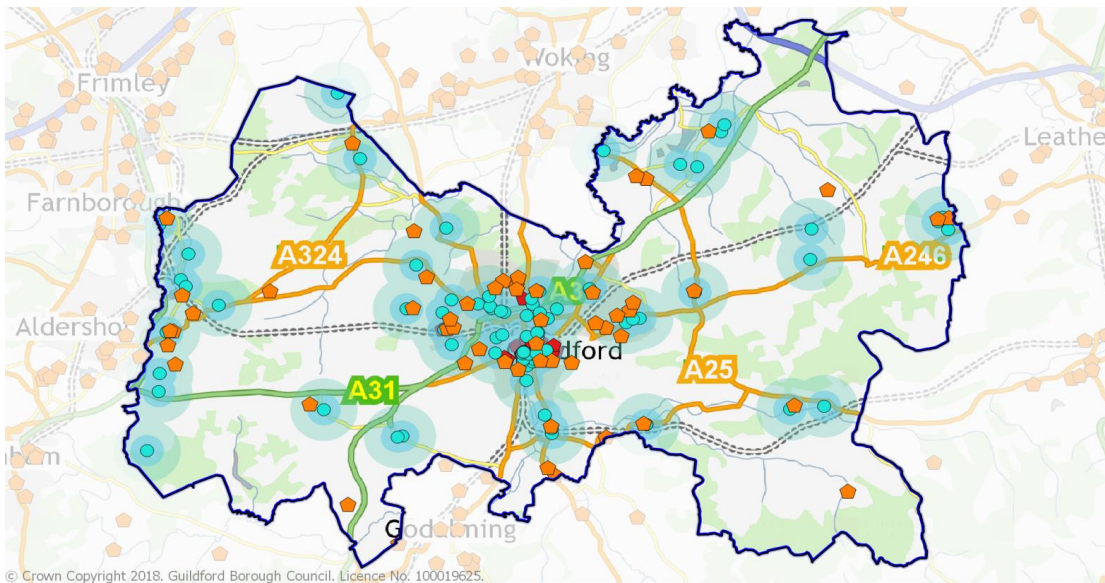 Woking
Frimley
Leathe
Farnborough
A324
A246
A3
Aldersho
dford
A25
A31
ham
Godalming
© Crown Copyright 2018. Guildford Borough Council. Licence No. 100019625.